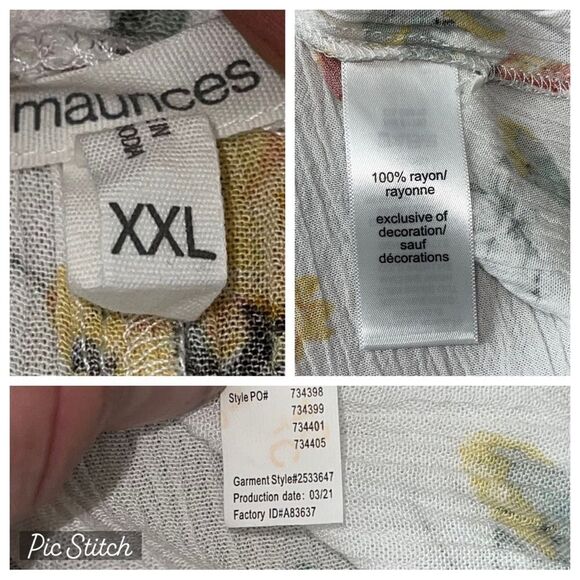 maurices
XXL
100% rayon/
rayonne
exclusive of
decoration/
sauf
décorations
Style PO# 734398
734399
734401
734405
Garment Style#2533647
Production date: 03/21
Factory ID#A83637
Pic Stitch